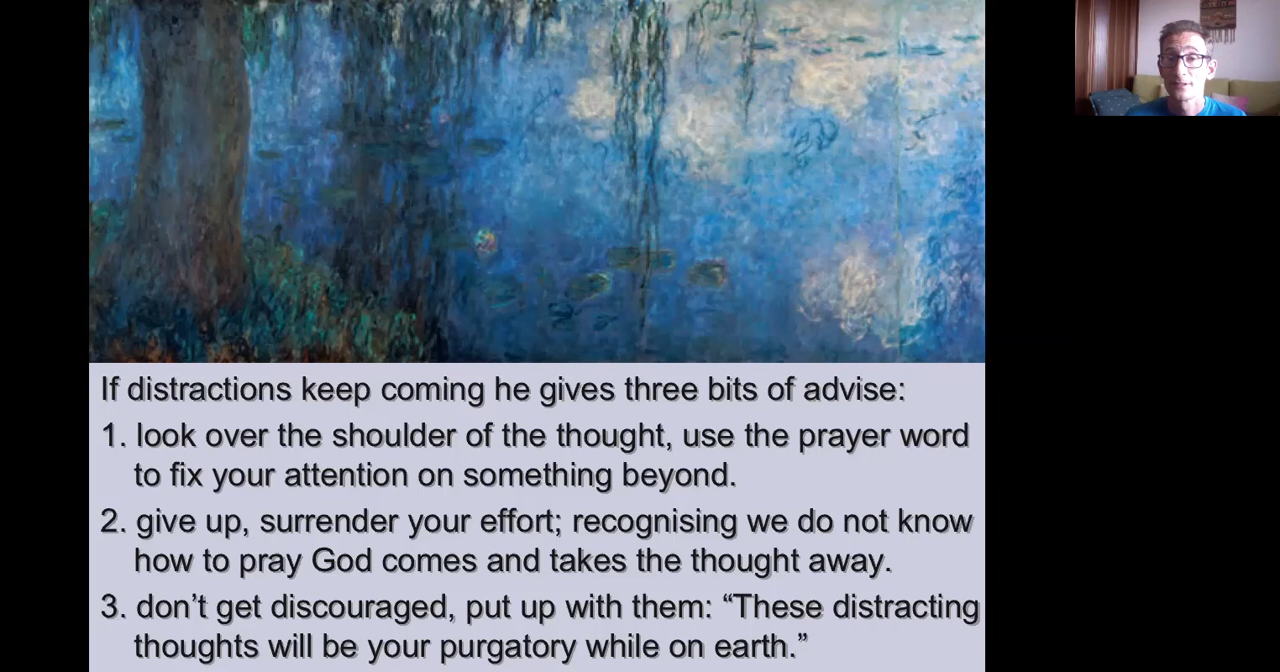 If distractions keep coming he gives three bits of advise:
1. look over the shoulder of the thought, use the prayer word
to fix your attention on something beyond.
2. give up, surrender your effort; recognising we do not know
how to pray God comes and takes the thought away.
3. don’t get discouraged, put up with them: “These distracting
thoughts will be your purgatory while on earth.”